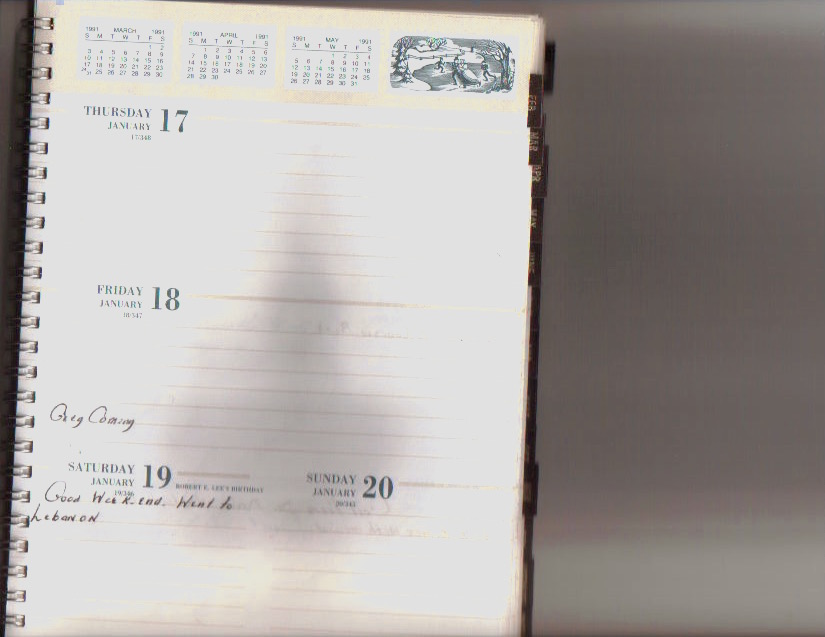 1991 MARCH 1991
S M T W T F S
1 2
3 4 5 6 7 8 9
10 11 12 13 14 15 16
17 18 19 20 21 22 23
24/31 25 26 27 28 29 30
1991 APRIL 1991
S M T W T F S
1 2 3 4 5 6
7 8 9 10 11 12 13
14 15 16 17 18 19 20
21 22 23 24 25 26 27
28 29 30
1991 MAY 1991
S M T W T F S
1 2 3 4
5 6 7 8 9 10 11
12 13 14 15 16 17 18
19 20 21 22 23 24 25
26 27 28 29 30 31
FEB
MAR
APR
MAY
THURSDAY 17
JANUARY
17/348
FRIDAY 18
JANUARY
18/347
Greg Coming
SATURDAY 19
JANUARY
19/346
ROBERT E. LEE'S BIRTHDAY
Good Week-end. Went to
Lebanon
SUNDAY 20
JANUARY
20/345